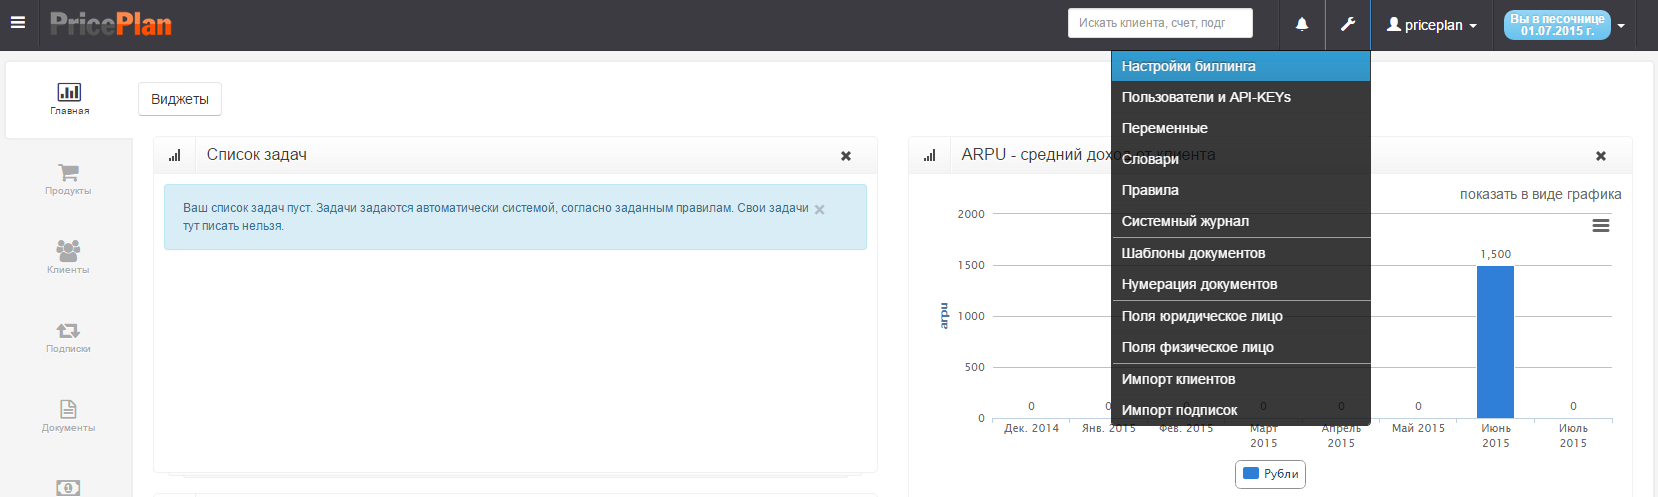 PricePlan
Искать клиента, счет, подг
priceplan
Вы в песочнице
01.07.2015 г.
Главная
Продукты
Клиенты
Подписки
Документы
Виджеты
Список задач
Ваш список задач пуст. Задачи задаются автоматически системой, согласно заданным правилам. Свои задачи
тут писать нельзя.
Настройки биллинга
Пользователи и API-KEYs
Переменные
Словари
Правила
Системный журнал
Шаблоны документов
Нумерация документов
Поля юридическое лицо
Поля физическое лицо
Импорт клиентов
Импорт подписок
ARPU - средний доход от клиента
показать в виде графика
arpu
2000
1500
1000
500
0
0 0 0 0 0 0 1,500 0
Дек. 2014 Янв. 2015 Фев. 2015 Март 2015 Апрель 2015 Май 2015 Июнь 2015 Июль 2015
Рубли